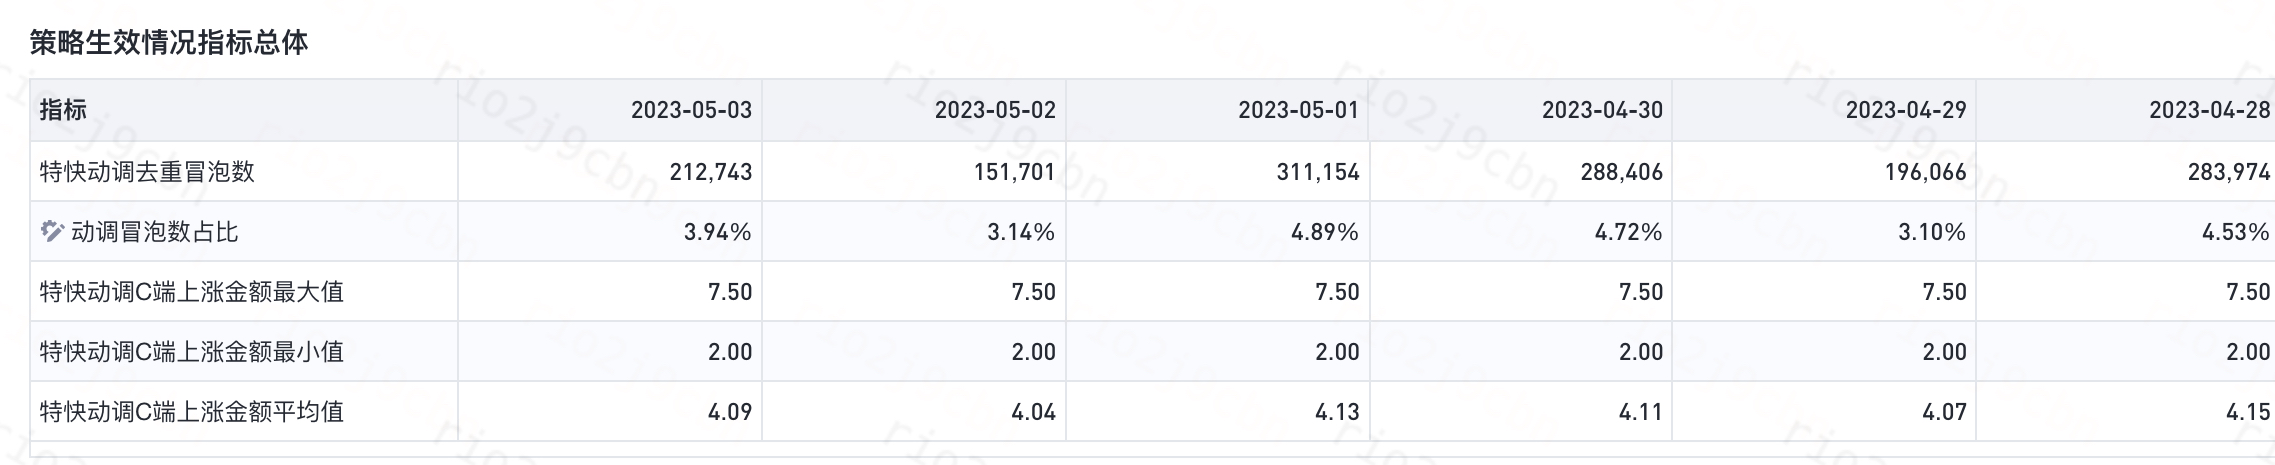 策略生效情况指标总体
指标 2023-05-03 2023-05-02 2023-05-01 2023-04-30 2023-04-29 2023-04-28
特快动调去重冒泡数 212,743 151,701 311,154 288,406 196,066 283,974
动调冒泡数占比 3.94% 3.14% 4.89% 4.72% 3.10% 4.53%
特快动调C端上涨金额最大值 7.50 7.50 7.50 7.50 7.50 7.50
特快动调C端上涨金额最小值 2.00 2.00 2.00 2.00 2.00 2.00
特快动调C端上涨金额平均值 4.09 4.04 4.13 4.11 4.07 4.15
rio2j9cbn